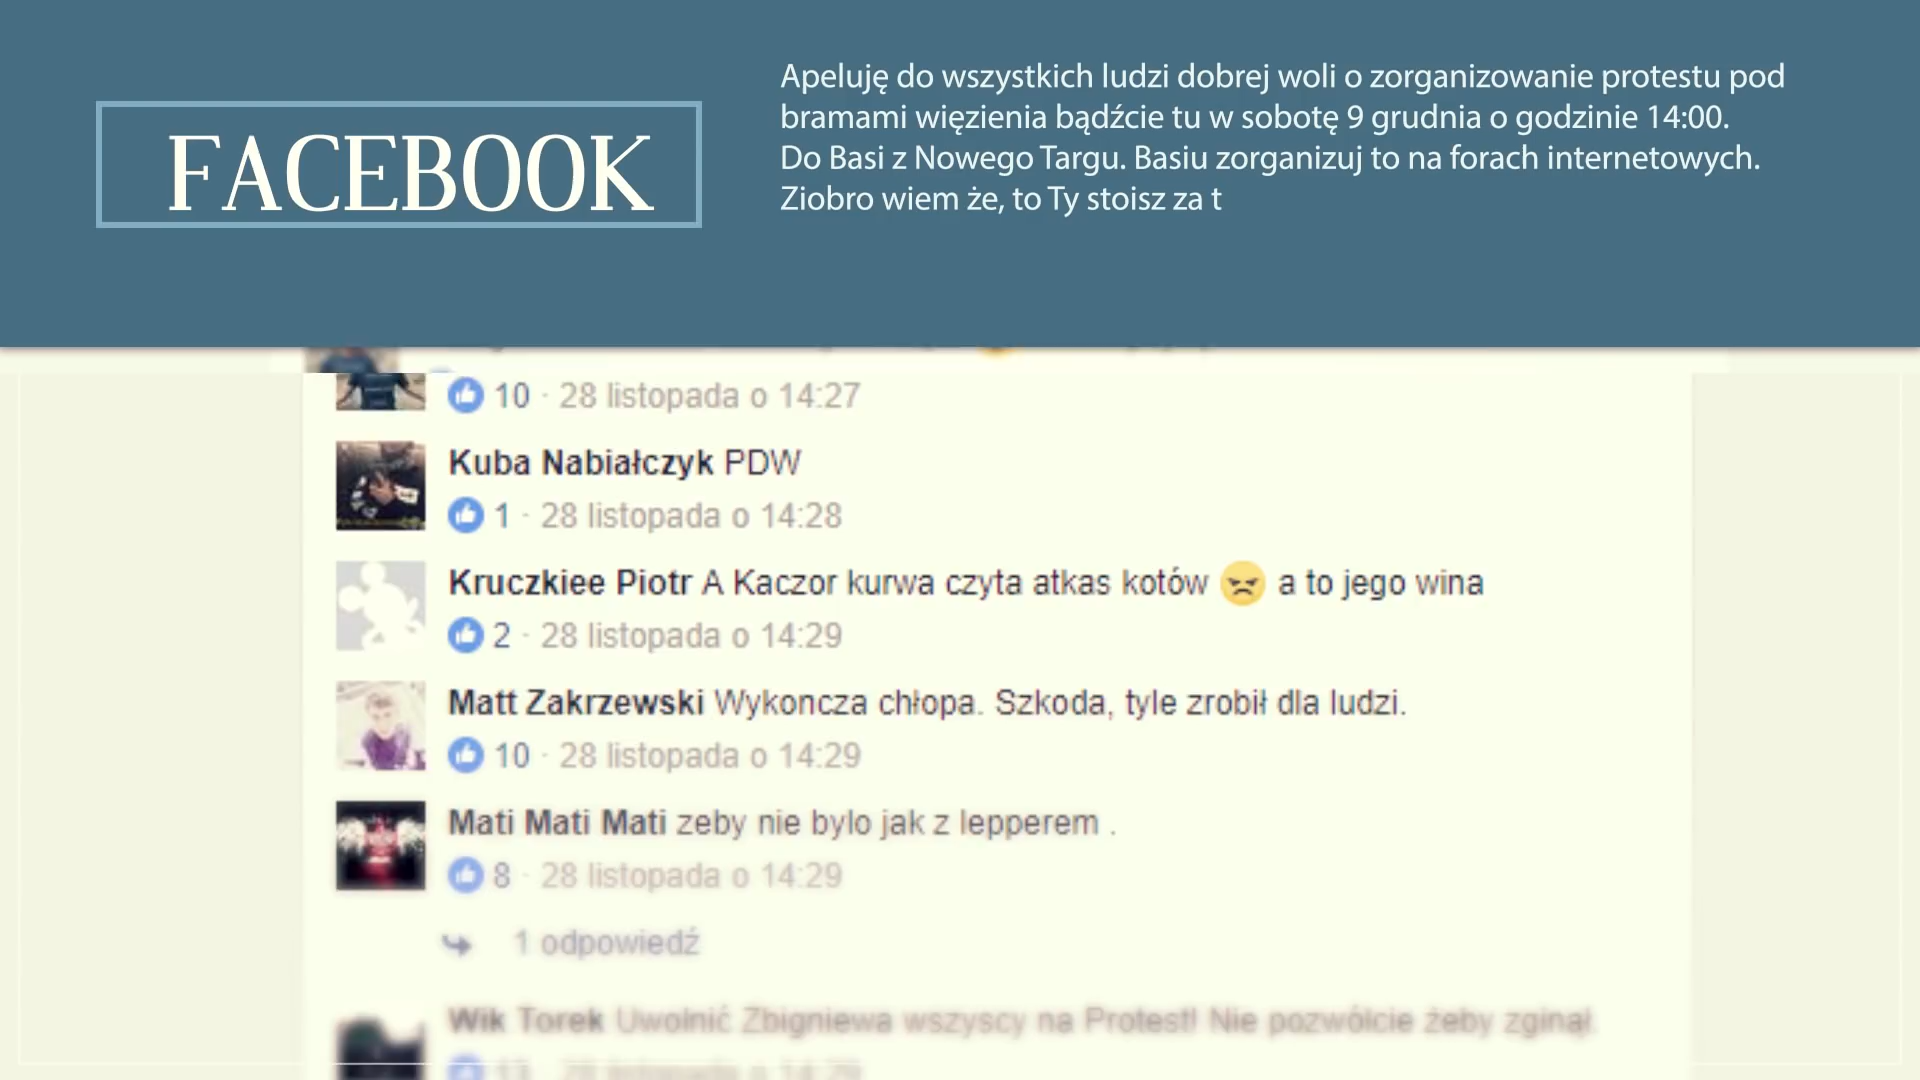 FACEBOOK
Apeluję do wszystkich ludzi dobrej woli o zorganizowanie protestu pod
bramami więzienia bądźcie tu w sobotę 9 grudnia o godzinie 14:00.
Do Basi z Nowego Targu. Basiu zorganizuj to na forach internetowych.
Ziobro wiem że, to Ty stoisz za t
10 · 28 listopada o 14:27
Kuba Nabiałczyk PDW
1 · 28 listopada o 14:28
Kruczkiee Piotr A Kaczor kurwa czyta atkas kotów 😠 a to jego wina
2 · 28 listopada o 14:29
Matt Zakrzewski Wykoncza chłopa. Szkoda, tyle zrobił dla ludzi.
10 · 28 listopada o 14:29
Mati Mati Mati zeby nie bylo jak z lepperem .
8 · 28 listopada o 14:29
1 odpowiedź
Wik Torek Uwolnić Zbigniewa wszyscy na Protest! Nie pozwólcie żeby zginął.
28 listopada o 14:29